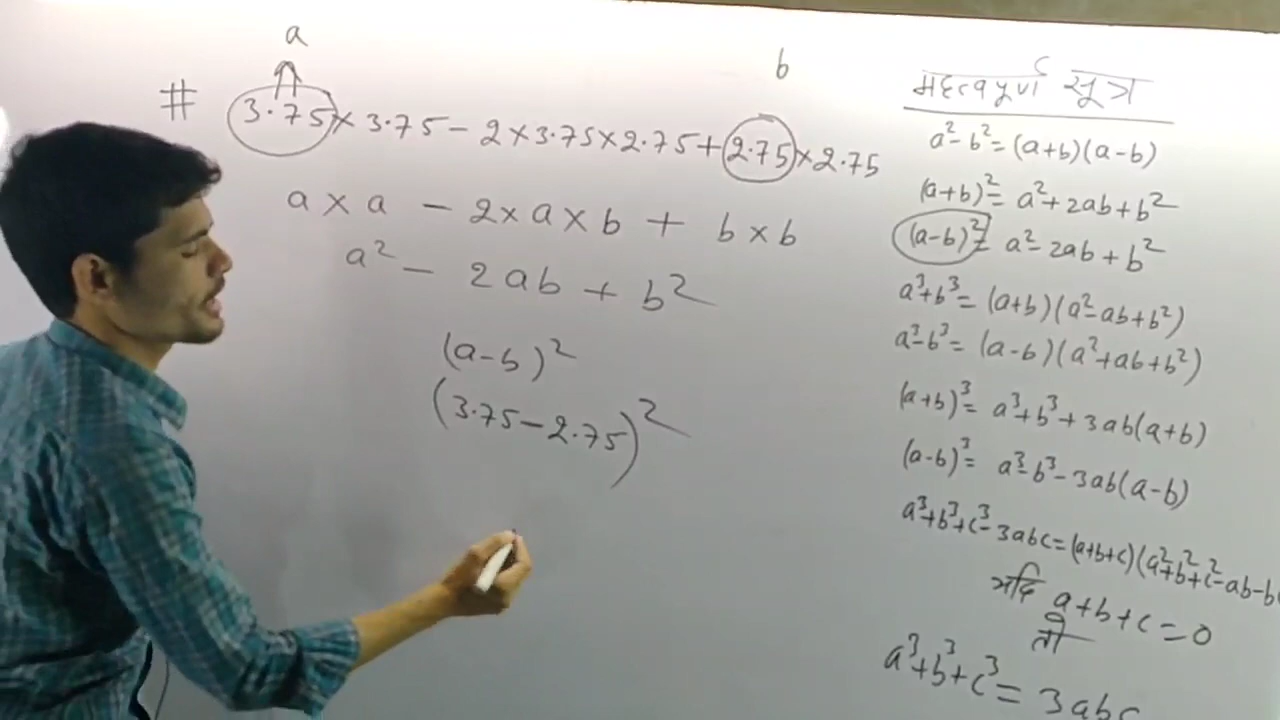 a
b
# 3.75 × 3.75 - 2 × 3.75 × 2.75 + 2.75 × 2.75
a × a - 2 × a × b + b × b
a² - 2ab + b²
(a-b)²
(3.75 - 2.75)²
महत्वपूर्ण सूत्र
a²-b² = (a+b)(a-b)
(a+b)² = a²+2ab+b²
(a-b)² = a²-2ab+b²
a³+b³ = (a+b)(a²-ab+b²)
a³-b³ = (a-b)(a²+ab+b²)
(a+b)³ = a³+b³+3ab(a+b)
(a-b)³ = a³-b³-3ab(a-b)
a³+b³+c³-3abc = (a+b+c)(a²+b²+c²-ab-b
यदि a+b+c=0
तो
a³+b³+c³ = 3abc